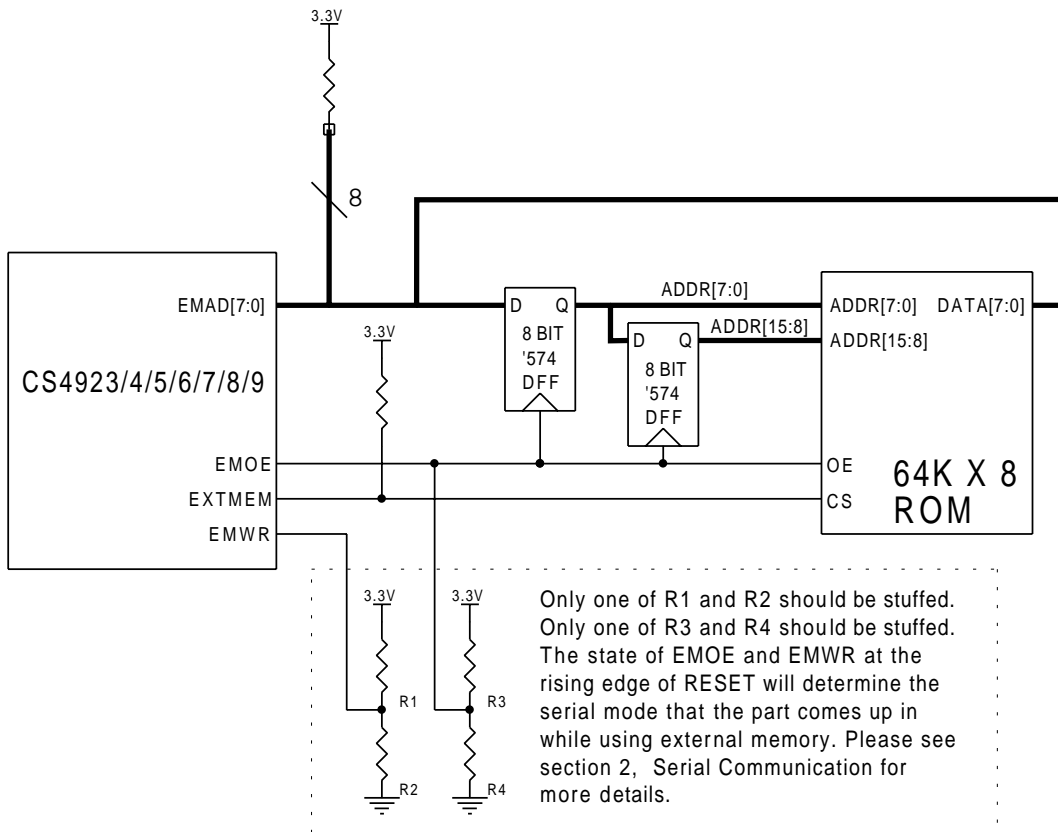 3.3V
8
EMAD[7:0]
D Q
ADDR[7:0]
ADDR[7:0] DATA[7:0]
3.3V
8 BIT
'574
DFF
D Q
ADDR[15:8]
ADDR[15:8]
8 BIT
'574
DFF
CS4923/4/5/6/7/8/9
EMOE
OE
64K X 8
ROM
EXTMEM
CS
EMWR
3.3V
3.3V
R1
R3
R2
R4
Only one of R1 and R2 should be stuffed.
Only one of R3 and R4 should be stuffed.
The state of EMOE and EMWR at the
rising edge of RESET will determine the
serial mode that the part comes up in
while using external memory. Please see
section 2, Serial Communication for
more details.